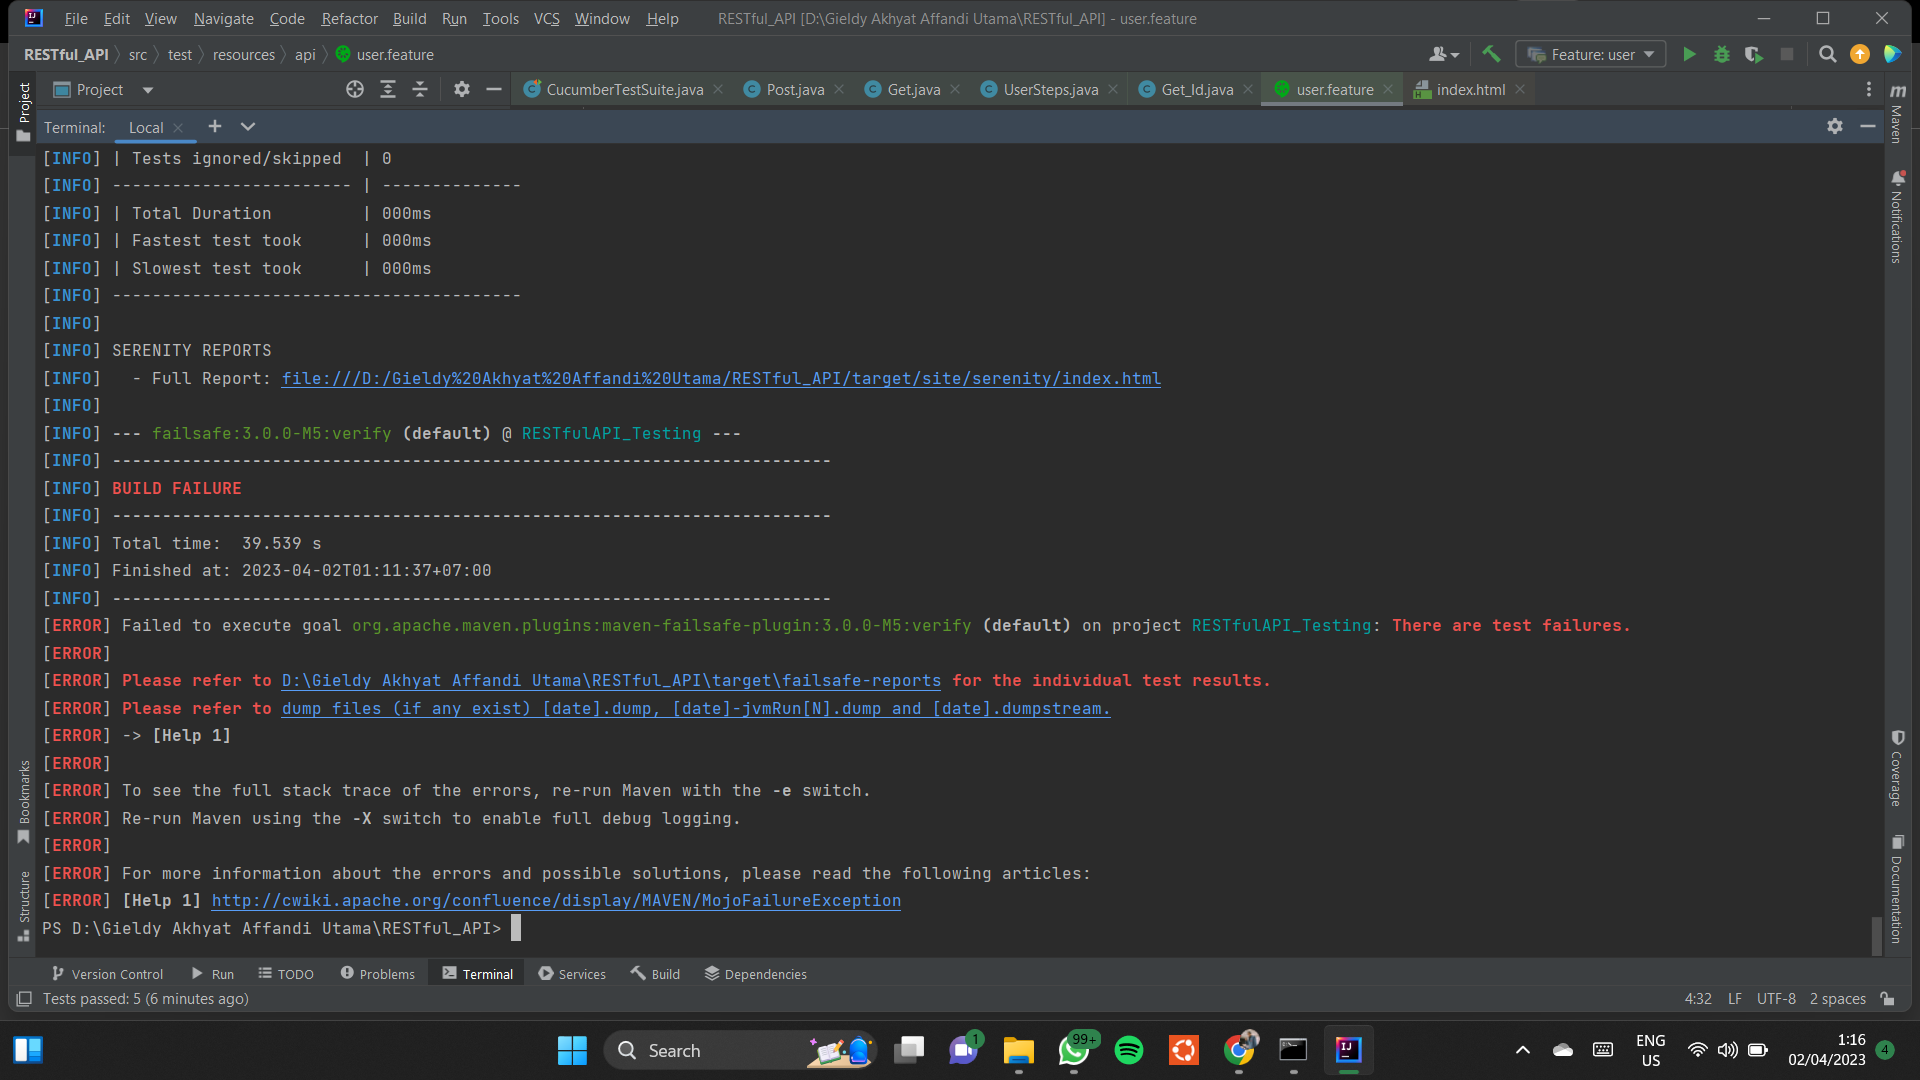 File Edit View Navigate Code Refactor Build Run Tools VCS Window Help RESTful_API [D:\Gieldy Akhyat Affandi Utama\RESTful_API] - user.feature
RESTful_API src test resources api user.feature Feature: user
Project CucumberTestSuite.java Post.java Get.java UserSteps.java Get_Id.java user.feature index.html
Terminal: Local
[INFO] | Tests ignored/skipped | 0
[INFO] ------------------------ | --------------
[INFO] | Total Duration | 000ms
[INFO] | Fastest test took | 000ms
[INFO] | Slowest test took | 000ms
[INFO] -----------------------------------------
[INFO]
[INFO] SERENITY REPORTS
[INFO] - Full Report: file:///D:/Gieldy%20Akhyat%20Affandi%20Utama/RESTful_API/target/site/serenity/index.html
[INFO]
[INFO] --- failsafe:3.0.0-M5:verify (default) @ RESTfulAPI_Testing ---
[INFO] ------------------------------------------------------------------------
[INFO] BUILD FAILURE
[INFO] ------------------------------------------------------------------------
[INFO] Total time:  39.539 s
[INFO] Finished at: 2023-04-02T01:11:37+07:00
[INFO] ------------------------------------------------------------------------
[ERROR] Failed to execute goal org.apache.maven.plugins:maven-failsafe-plugin:3.0.0-M5:verify (default) on project RESTfulAPI_Testing: There are test failures.
[ERROR]
[ERROR] Please refer to D:\Gieldy Akhyat Affandi Utama\RESTful_API\target\failsafe-reports for the individual test results.
[ERROR] Please refer to dump files (if any exist) [date].dump, [date]-jvmRun[N].dump and [date].dumpstream.
[ERROR] -> [Help 1]
[ERROR]
[ERROR] To see the full stack trace of the errors, re-run Maven with the -e switch.
[ERROR] Re-run Maven using the -X switch to enable full debug logging.
[ERROR]
[ERROR] For more information about the errors and possible solutions, please read the following articles:
[ERROR] [Help 1] http://cwiki.apache.org/confluence/display/MAVEN/MojoFailureException
PS D:\Gieldy Akhyat Affandi Utama\RESTful_API>
Project
Bookmarks
Structure
Maven
Notifications
Coverage
Documentation
Version Control Run TODO Problems Terminal Services Build Dependencies
Tests passed: 5 (6 minutes ago) 4:32 LF UTF-8 2 spaces
Search 1 99+ ENG US 1:16 02/04/2023 4